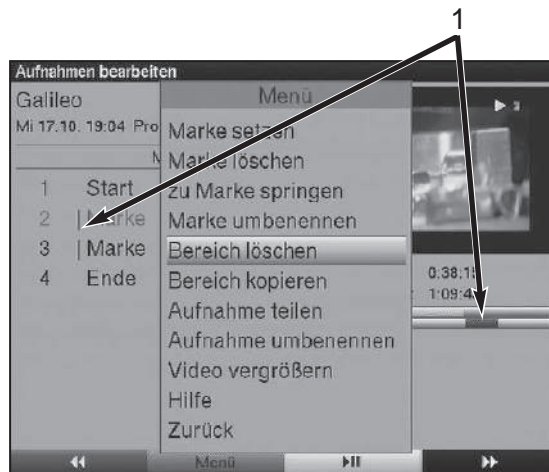 1
Aufnahmen bearbeiten
Galileo
Mi 17.10. 19:04 Pro
Menü
3
Marke setzen
Marke löschen
zu Marke springen
Marke umbenennen
Bereich löschen
Bereich kopieren
Aufnahme teilen
Aufnahme umbenennen
Video vergrößern
Hilfe
Zurück
M
1 Start
2 | Marke
3 | Marke
4 Ende
0:38:15
1:09:4
Menü